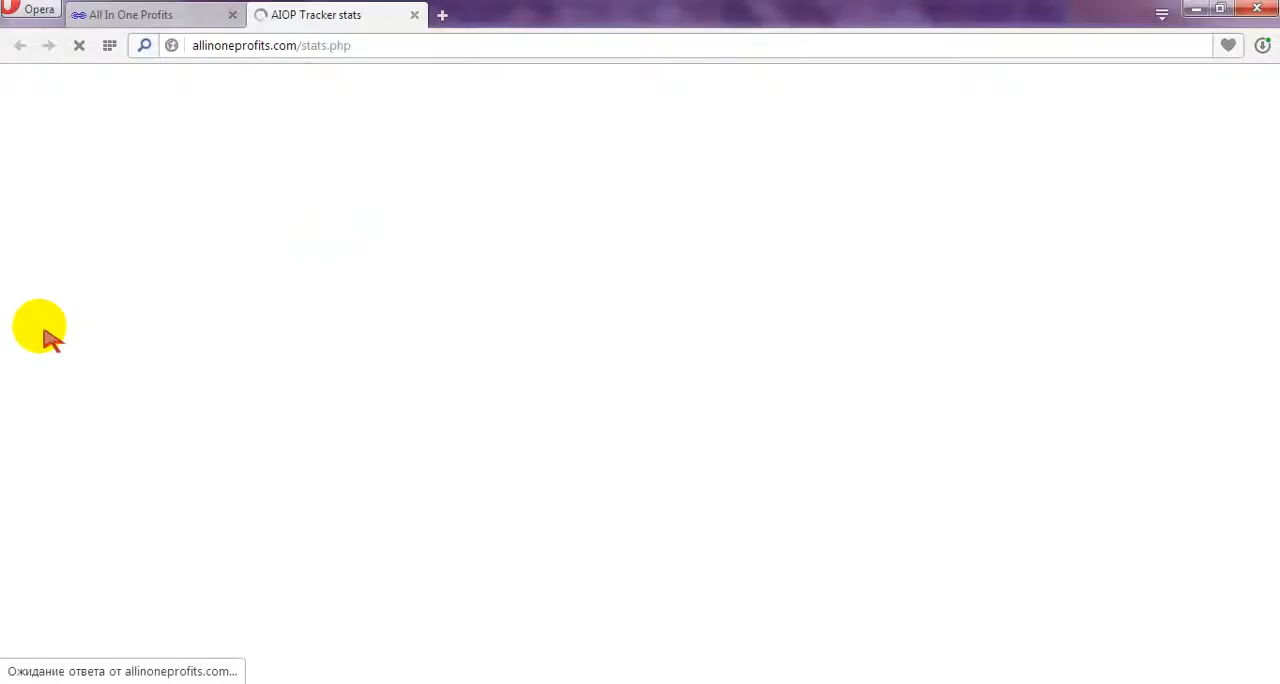 Opera
All In One Profits
AIOP Tracker stats
allinoneprofits.com/stats.php
Ожидание ответа от allinoneprofits.com...